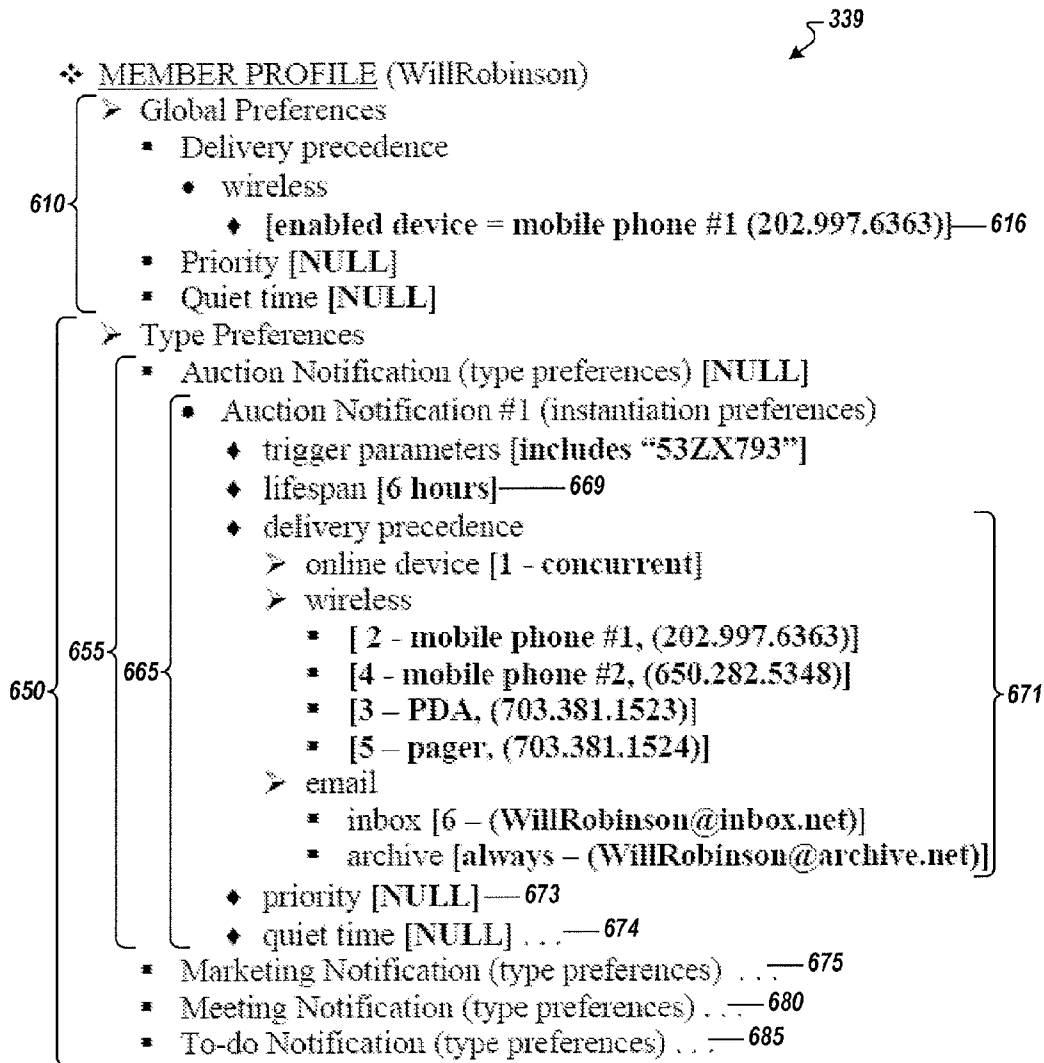 339
❖ MEMBER PROFILE (WillRobinson)
➢ Global Preferences
▪ Delivery precedence
• wireless
610
♦ [enabled device = mobile phone #1 (202.997.6363)] 616
▪ Priority [NULL]
▪ Quiet time [NULL]
➢ Type Preferences
▪ Auction Notification (type preferences) [NULL]
• Auction Notification #1 (instantiation preferences)
♦ trigger parameters [includes “53ZX793”]
♦ lifespan [6 hours] 669
♦ delivery precedence
➢ online device [1 - concurrent]
➢ wireless
▪ [ 2 - mobile phone #1, (202.997.6363)]
655 665
▪ [4 - mobile phone #2, (650.282.5348)]
650 671
▪ [3 – PDA, (703.381.1523)]
▪ [5 – pager, (703.381.1524)]
➢ email
▪ inbox [6 – (WillRobinson@inbox.net)]
▪ archive [always – (WillRobinson@archive.net)]
♦ priority [NULL] 673
♦ quiet time [NULL] . . . 674
▪ Marketing Notification (type preferences) . . . 675
▪ Meeting Notification (type preferences) . . . 680
▪ To-do Notification (type preferences) . . . 685